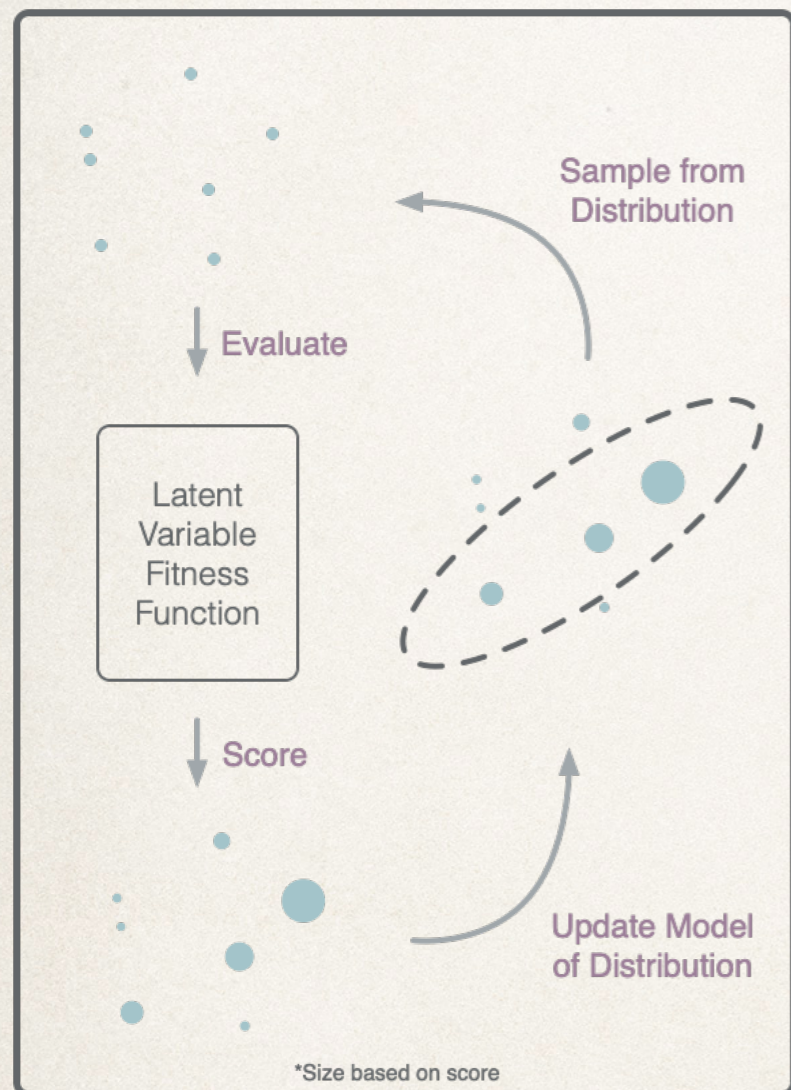 Sample from
Distribution
Evaluate
Latent
Variable
Fitness
Function
Score
Update Model
of Distribution
*Size based on score